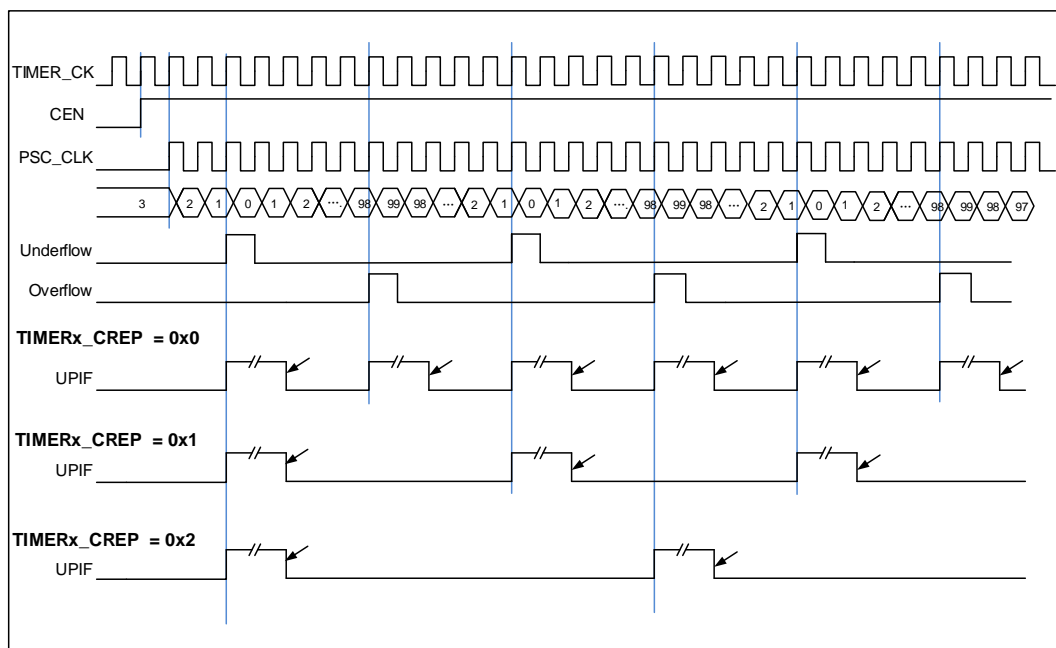 TIMER_CK
CEN
PSC_CLK
3 2 1 0 1 2 .... 98 99 98 ... 2 1 0 1 2 .... 98 99 98 ... 2 1 0 1 2 ... 98 99 98 97
Underflow
Overflow
TIMERx_CREP = 0x0
UPIF
TIMERx_CREP = 0x1
UPIF
TIMERx_CREP = 0x2
UPIF